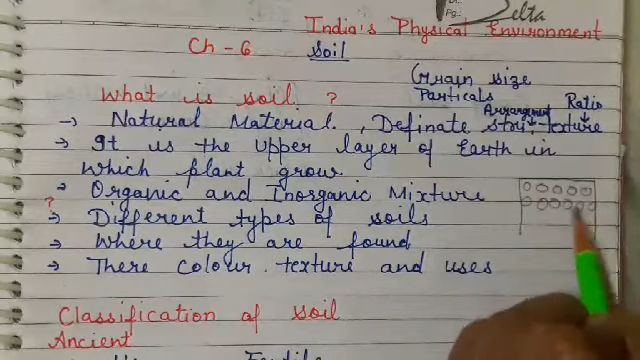 Pg.:
Delta
India's Physical Environment
Ch - 6 Soil
Grain size
Particals
What is soil ?
Arrangement Ratio
→ Natural Material, Definate texture
→ It is the upper layer of Earth in
which plant grow
→ Organic and Inorganic Mixture
?
→ Different types of soils
→ Where they are found
→ There colour, texture and uses
Classification of soil
Ancient